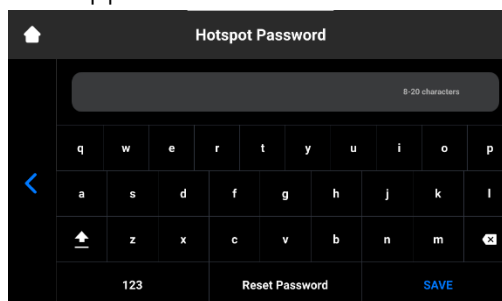 Hotspot Password
8-20 characters
q w e r t y u i o p
a s d f g h j k l
z x c v b n m
123 Reset Password SAVE